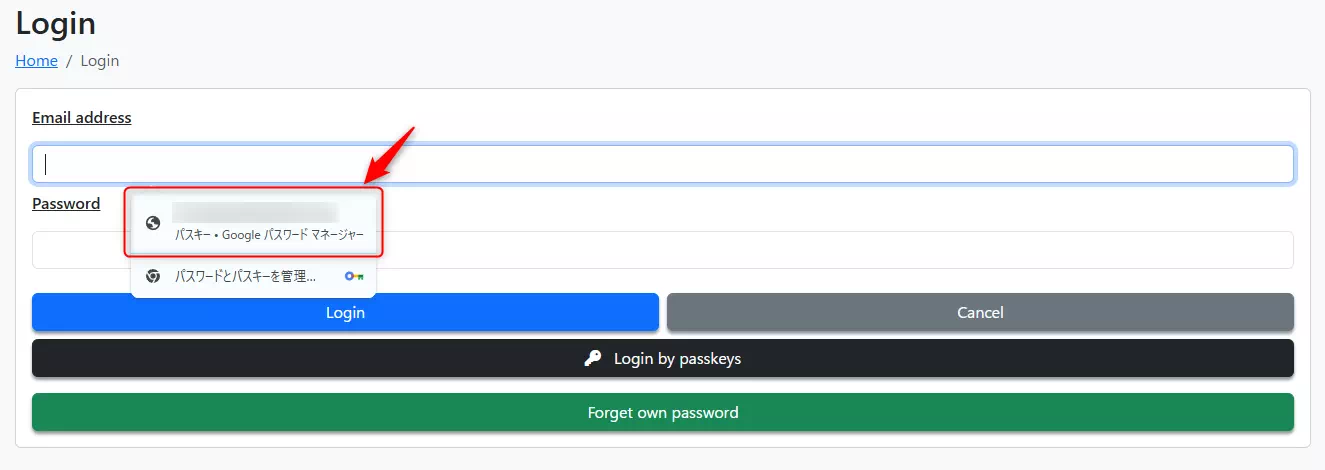 Login
Home / Login
Email address
Password
パスキー • Google パスワード マネージャー
パスワードとパスキーを管理...
Login
Cancel
Login by passkeys
Forget own password